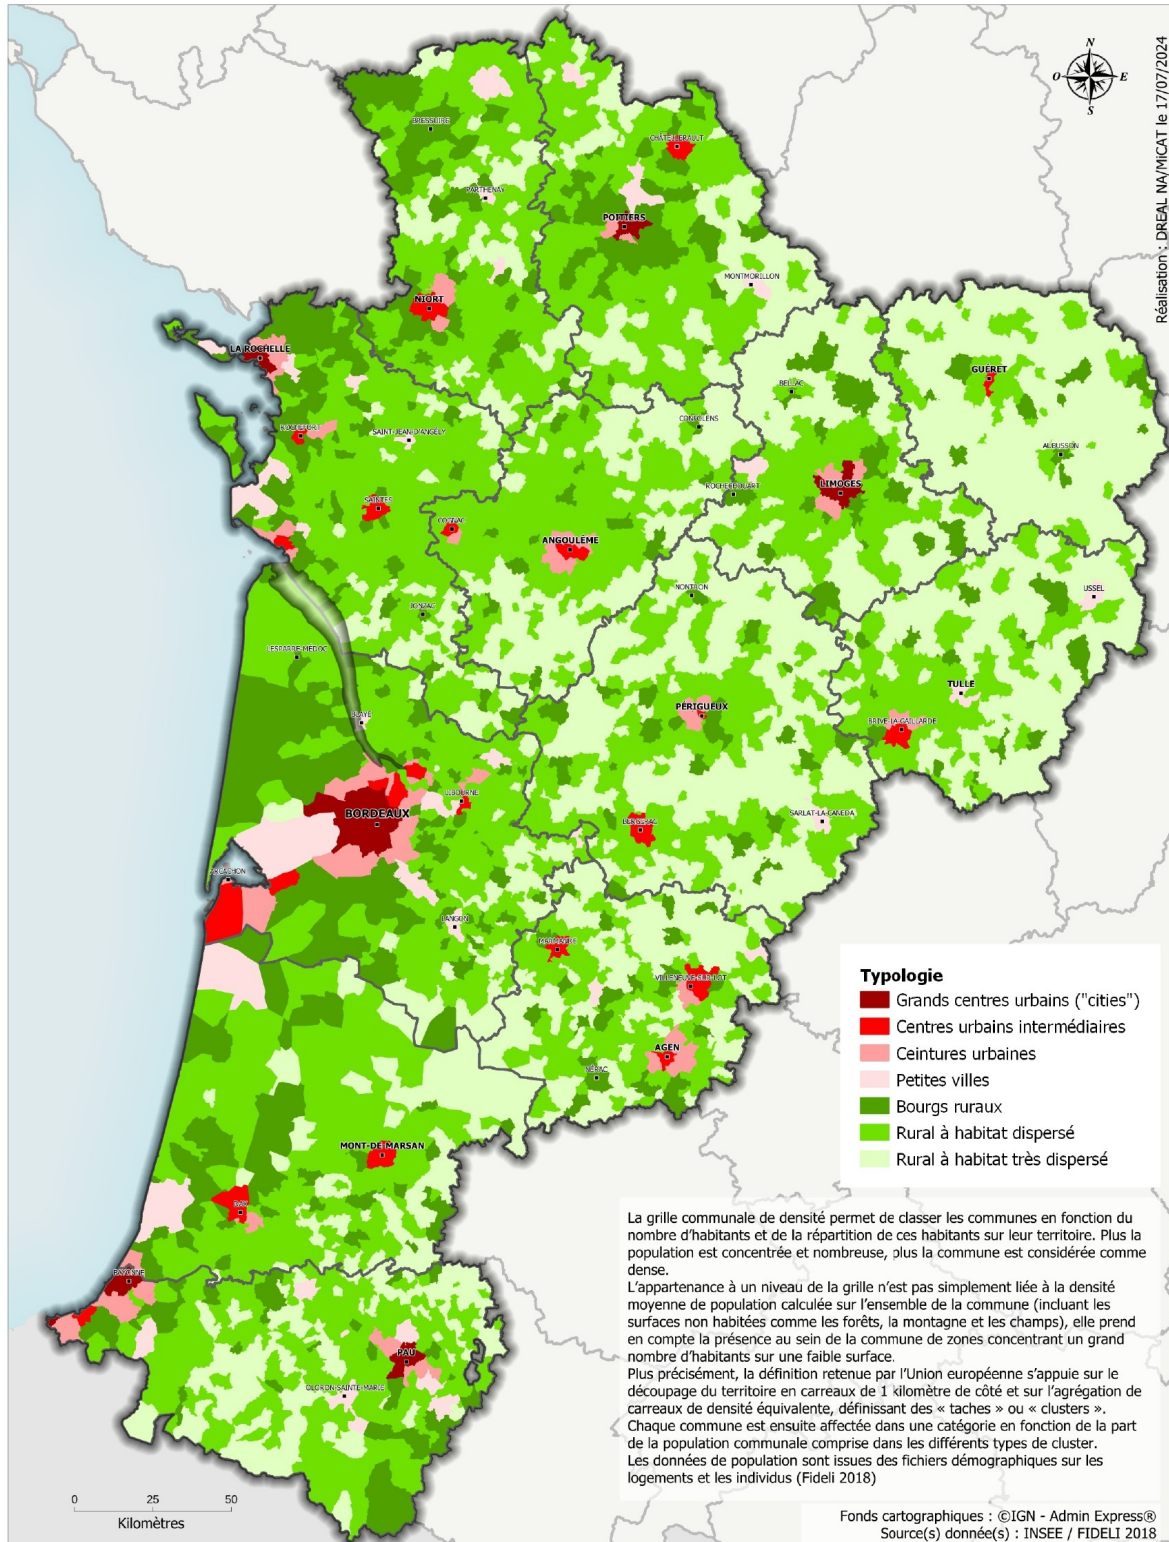 N
O
E
S
Réalisation : DREAL NA/MiCAT le 17/07/2024
BRESSUIRE
CHÂTELLERAULT
PARTHENAY
POITIERS
MONTMORILLON
NIORT
LA ROCHELLE
GUÉRET
BELLAC
CONFOLENS
ROCHEFORT
SAINT-JEAN-D'ANGÉLY
AUBUSSON
ROCHECHOUART
LIMOGES
SAINTES
COGNAC
ANGOULÊME
NONTRON
USSEL
JONZAC
LESPARRE-MEDOC
TULLE
PÉRIGUEUX
BLAYE
BRIVE-LA-GAILLARDE
LIBOURNE
BORDEAUX
BERGERAC
SARLAT-LA-CANEDA
ARCACHON
LANGON
MARMANDE
VILLENEUVE-SUR-LOT
AGEN
NÉRAC
MONT-DE-MARSAN
DAX
BAYONNE
PAU
OLORON-SAINTE-MARIE
Typologie
Grands centres urbains ("cities")
Centres urbains intermédiaires
Ceintures urbaines
Petites villes
Bourgs ruraux
Rural à habitat dispersé
Rural à habitat très dispersé
La grille communale de densité permet de classer les communes en fonction du
nombre d'habitants et de la répartition de ces habitants sur leur territoire. Plus la
population est concentrée et nombreuse, plus la commune est considérée comme
dense.
L'appartenance à un niveau de la grille n'est pas simplement liée à la densité
moyenne de population calculée sur l'ensemble de la commune (incluant les
surfaces non habitées comme les forêts, la montagne et les champs), elle prend
en compte la présence au sein de la commune de zones concentrant un grand
nombre d'habitants sur une faible surface.
Plus précisément, la définition retenue par l'Union européenne s'appuie sur le
découpage du territoire en carreaux de 1 kilomètre de côté et sur l'agrégation de
carreaux de densité équivalente, définissant des « taches » ou « clusters ».
Chaque commune est ensuite affectée dans une catégorie en fonction de la part
de la population communale comprise dans les différents types de cluster.
Les données de population sont issues des fichiers démographiques sur les
logements et les individus (Fideli 2018)
0 25 50
Kilomètres
Fonds cartographiques : ©IGN - Admin Express®
Source(s) donnée(s) : INSEE / FIDELI 2018